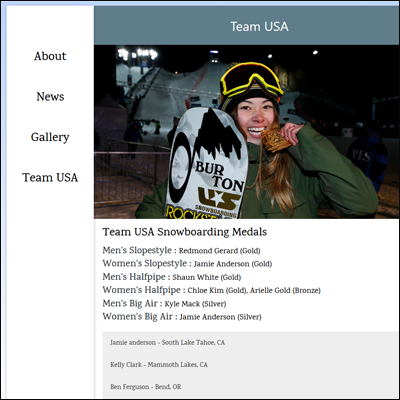 Team USA
About
News
Gallery
Team USA
BUR
TON
US
SNOWBOARDING
ROCKSTAR
Team USA Snowboarding Medals
Men's Slopestyle : Redmond Gerard (Gold)
Women's Slopestyle : Jamie Anderson (Gold)
Men's Halfpipe : Shaun White (Gold)
Women's Halfpipe : Chloe Kim (Gold), Arielle Gold (Bronze)
Men's Big Air : Kyle Mack (Silver)
Women's Big Air : Jamie Anderson (Silver)
Jamie anderson - South Lake Tahoe, CA
Kelly Clark - Mammoth Lakes, CA
Ben Ferguson - Bend, OR